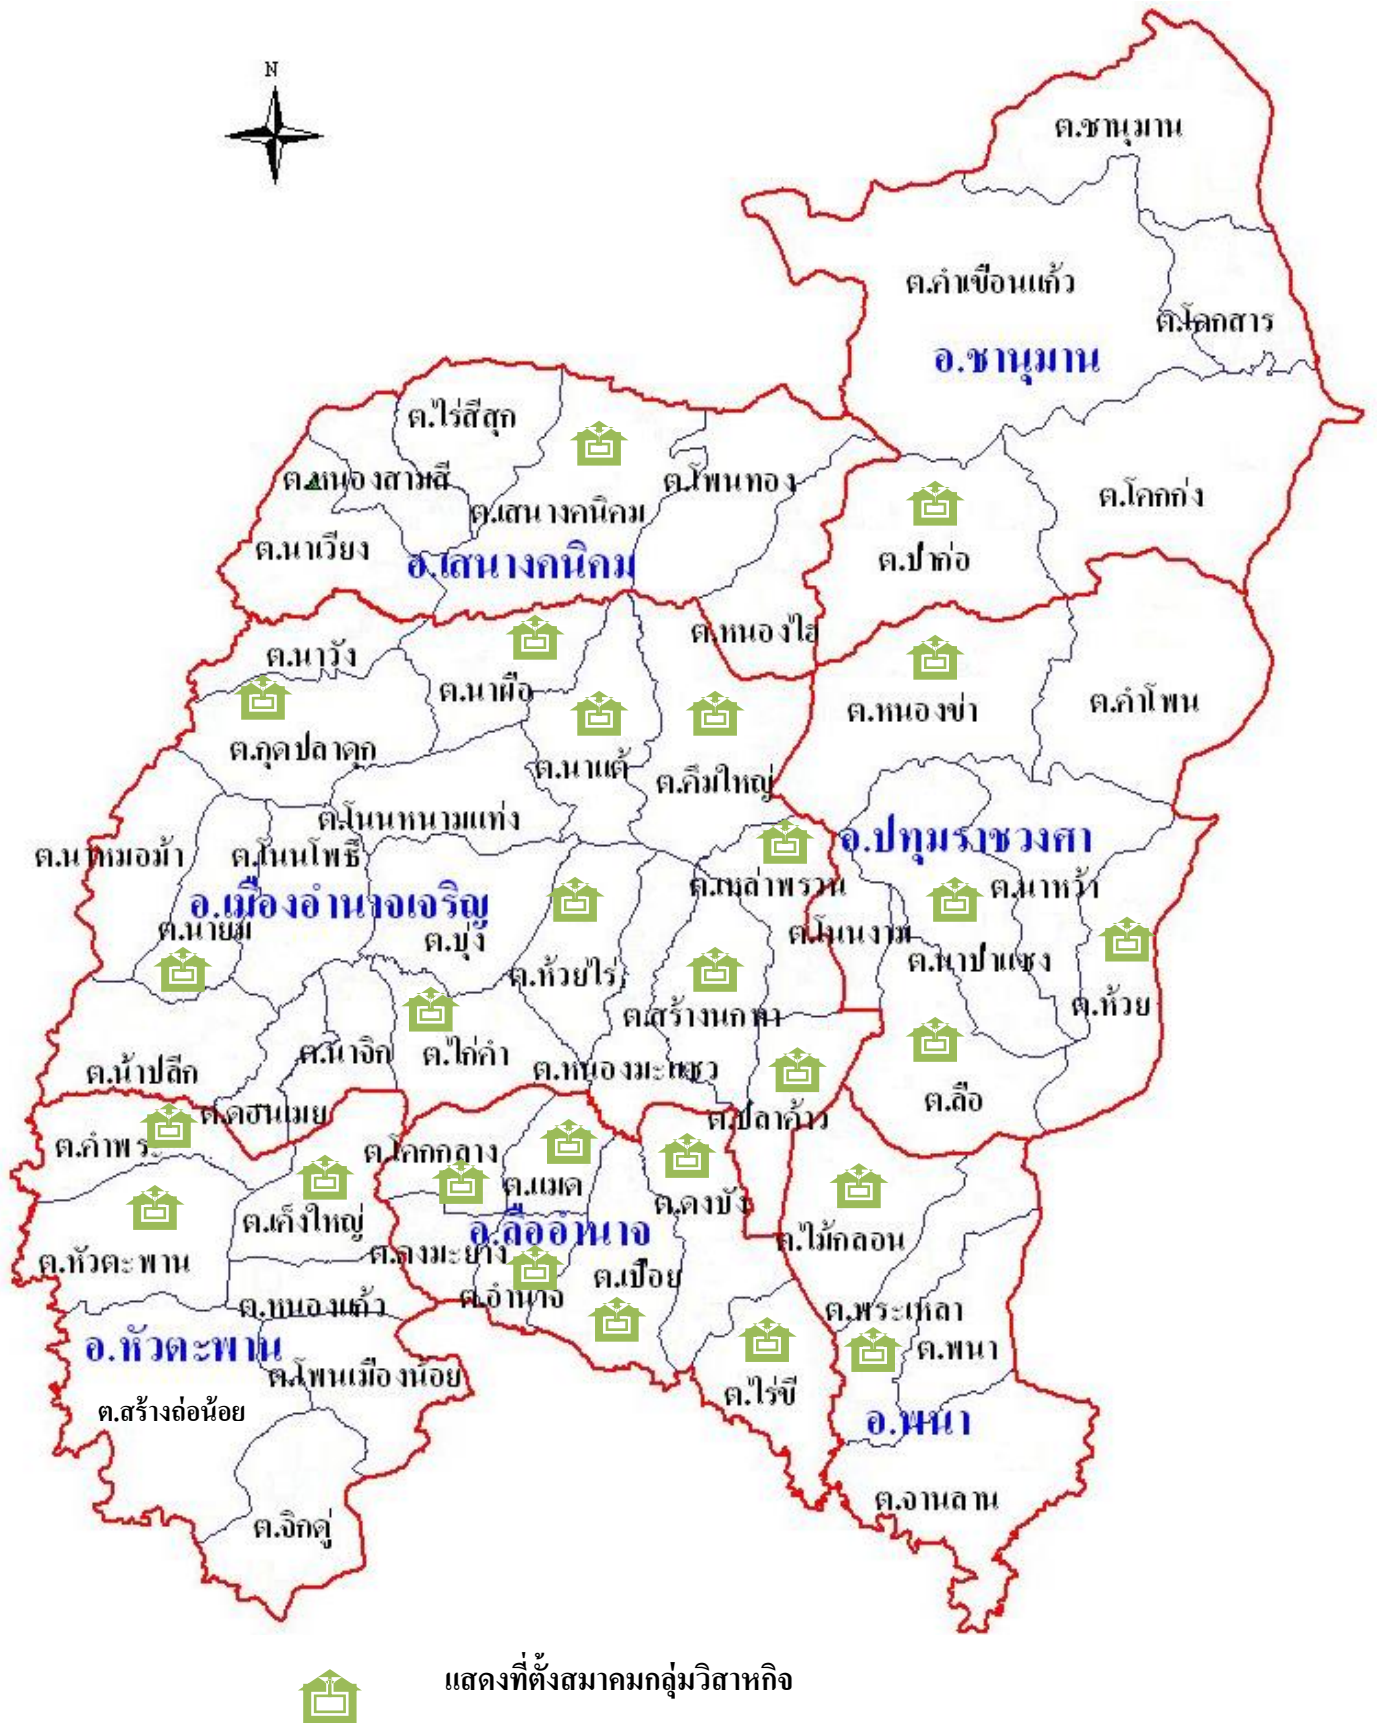 N
ต.ชานุมาน
ต.คำเขื่อนแก้ว
ต.โคกสาร
อ.ชานุมาน
ต.ไร่สีสุก
ต.หนองสามสี
ต.โพนทอง
ต.โคกก่ง
ต.เสนางคนิคม
ต.นาเวียง
อ.เสนางคนิคม
ต.ป่าก่อ
ต.หนองไฮ
ต.นาวัง
ต.นาผือ
ต.หนองข่า
ต.คำโพน
ต.กุดปลาดุก
ต.นาแต้
ต.คึมใหญ่
ต.โนนหนามแท่ง
อ.ปทุมราชวงศา
ต.นาหมอม้า
ต.โนนโพธิ์
ต.เหล่าพรวน
ต.นาหว้า
อ.เมืองอำนาจเจริญ
ต.นายม
ต.บุ่ง
ต.โนนงาม
ต.นาป่าแซง
ต.ห้วยไร่
ต.สร้างนกทา
ต.ห้วย
ต.นาจิก
ต.ไก่คำ
ต.หนองมะแซว
ต.น้ำปลีก
ต.ลือ
ต.ดอนเมย
ต.ปลาค้าว
ต.คำพระ
ต.โคกกลาง
ต.แมด
ต.ดงบัง
ต.เค็งใหญ่
อ.ลืออำนาจ
ต.ไม้กลอน
ต.หัวตะพาน
ต.ดงมะยาง
ต.เปือย
ต.อำนาจ
ต.หนองแก้ว
ต.พระเหลา
อ.หัวตะพาน
ต.พนา
ต.โพนเมืองน้อย
ต.ไร่ขี
ต.สร้างถ่อน้อย
อ.พนา
ต.จานลาน
ต.จิกดู่
แสดงที่ตั้งสมาคมกลุ่มวิสาหกิจ